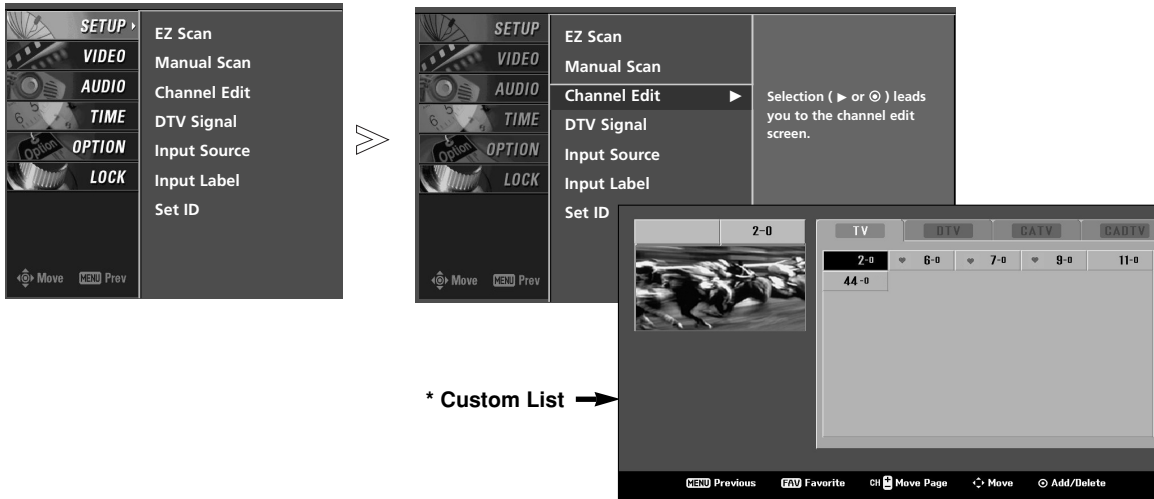 SETUP
VIDEO
AUDIO
TIME
OPTION
LOCK
Move MENU Prev
EZ Scan
Manual Scan
Channel Edit
DTV Signal
Input Source
Input Label
Set ID
SETUP
VIDEO
AUDIO
TIME
OPTION
LOCK
Move MENU Prev
EZ Scan
Manual Scan
Channel Edit ▶
DTV Signal
Input Source
Input Label
Set ID
Selection ( ▶ or ⊙ ) leads
you to the channel edit
screen.
* Custom List
2-0
TV DTV CATV CADTV
2-0 ♥ 6-0 ♥ 7-0 ♥ 9-0 11-0
44-0
MENU Previous FAV Favorite CH Move Page Move ⊙ Add/Delete